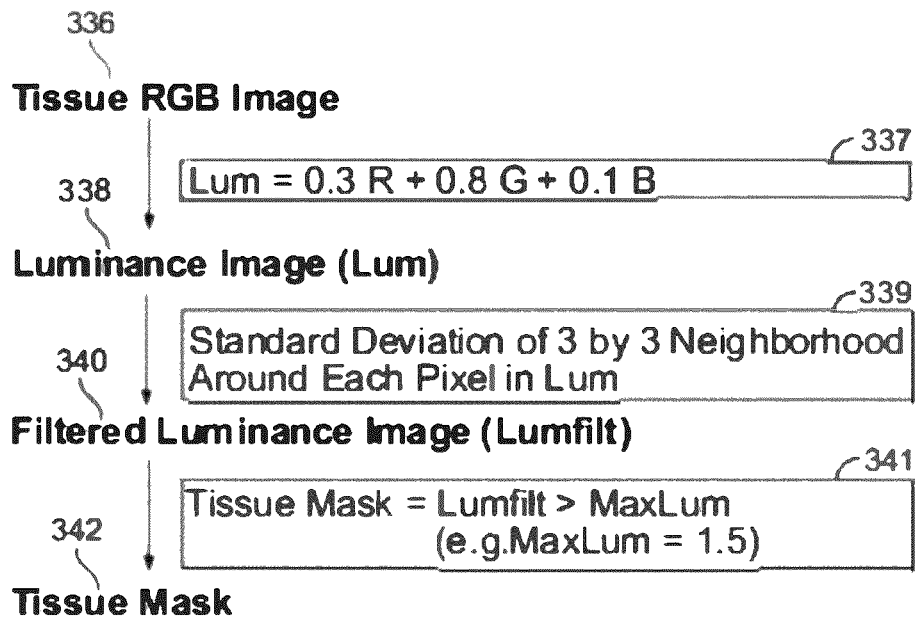 336
Tissue RGB Image
337
Lum = 0.3 R + 0.8 G + 0.1 B
338
Luminance Image (Lum)
339
Standard Deviation of 3 by 3 Neighborhood
Around Each Pixel in Lum
340
Filtered Luminance Image (Lumfilt)
341
Tissue Mask = Lumfilt > MaxLum
(e.g.MaxLum = 1.5)
342
Tissue Mask